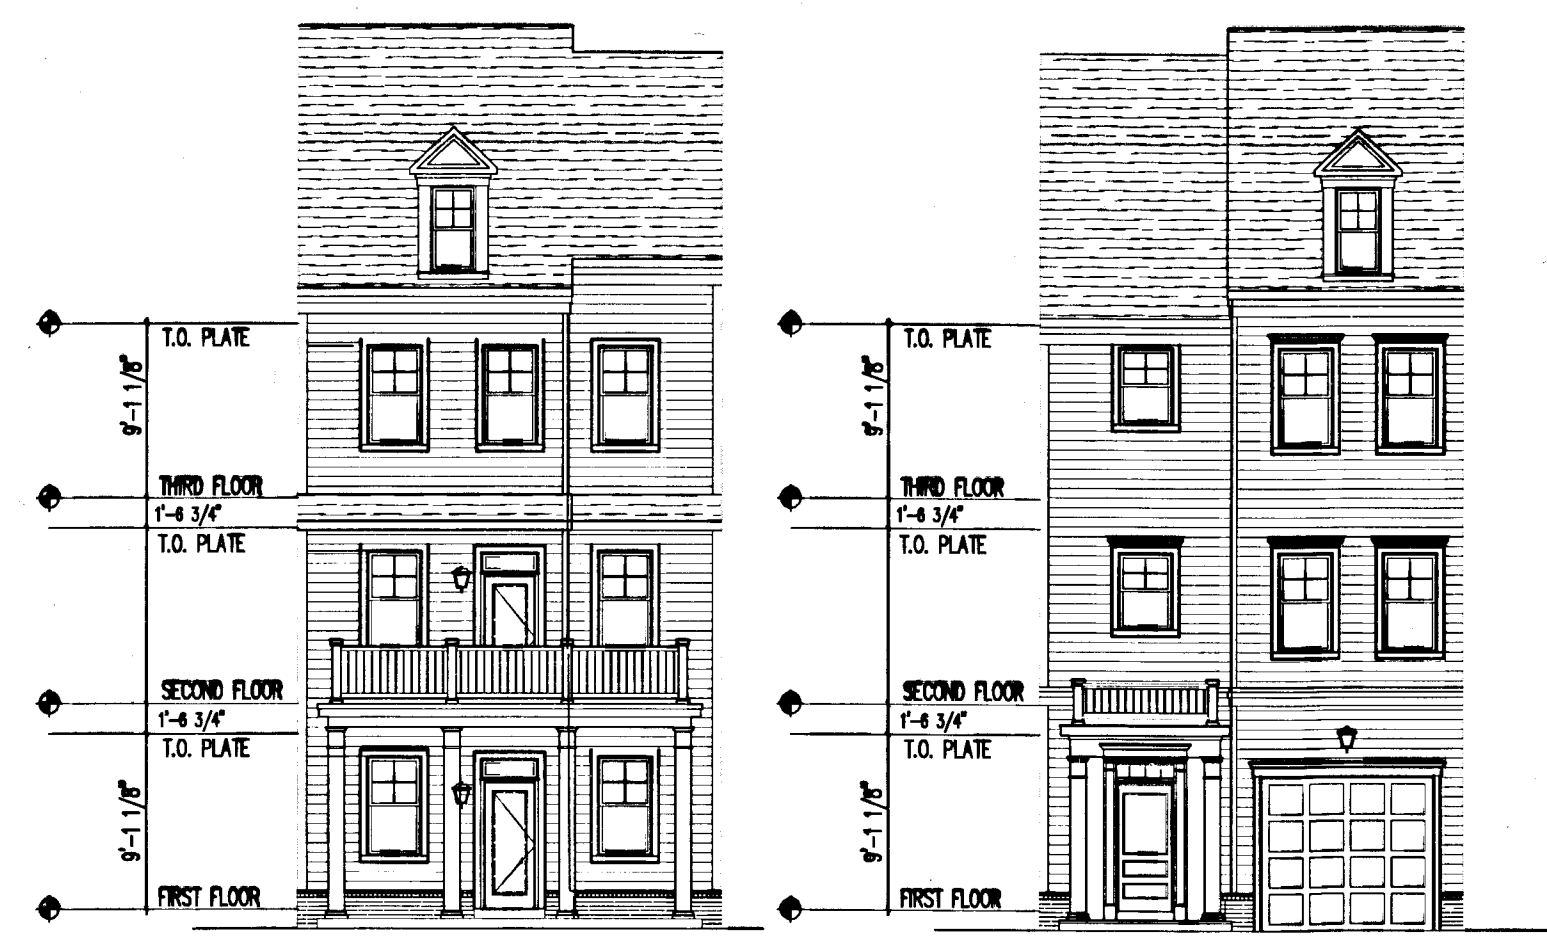 T.O. PLATE
9'-1 1/8"
THIRD FLOOR
1'-6 3/4"
T.O. PLATE
SECOND FLOOR
1'-6 3/4"
T.O. PLATE
9'-1 1/8"
FIRST FLOOR
T.O. PLATE
9'-1 1/8"
THIRD FLOOR
1'-6 3/4"
T.O. PLATE
SECOND FLOOR
1'-6 3/4"
T.O. PLATE
9'-1 1/8"
FIRST FLOOR